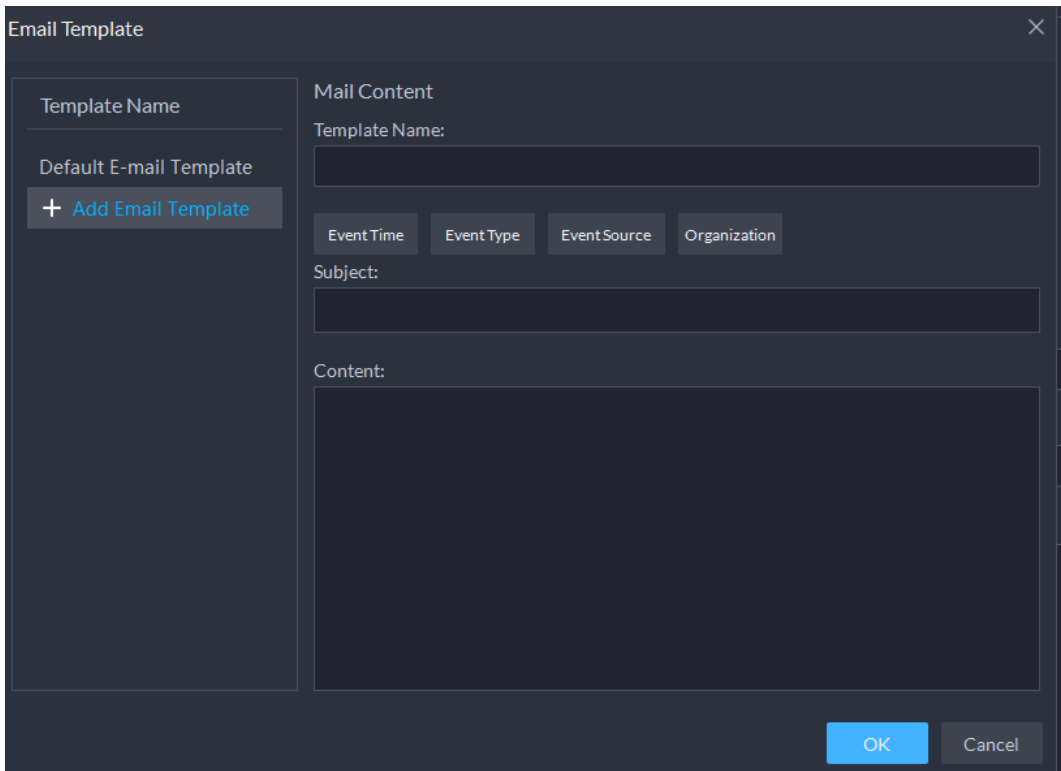 Email Template
Template Name
Default E-mail Template
Add Email Template
Mail Content
Template Name:
Event Time Event Type Event Source Organization
Subject:
Content:
OK Cancel